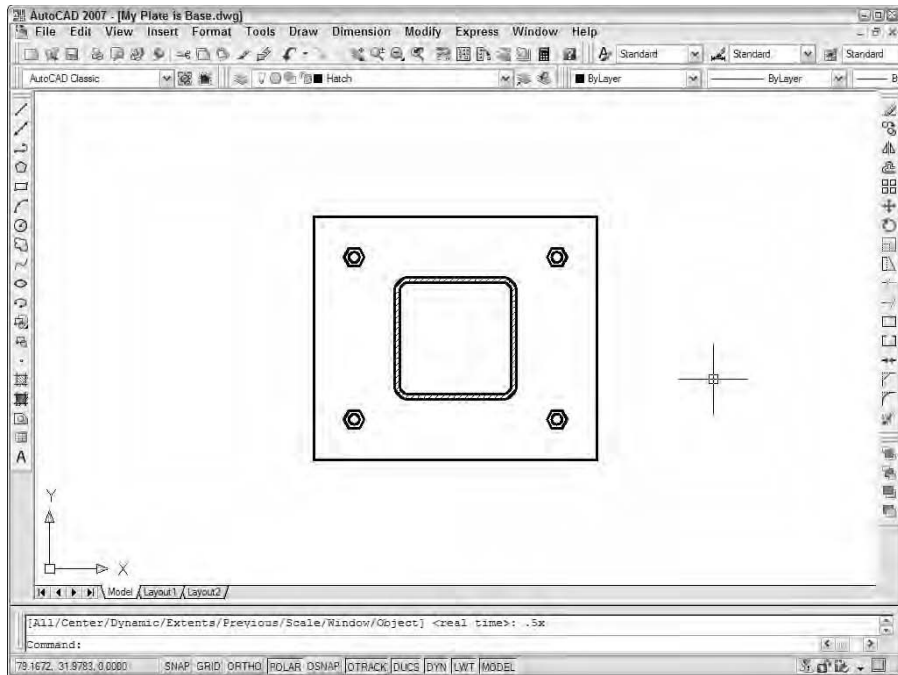 AutoCAD 2007 - [My Plate is Base.dwg]
File Edit View Insert Format Tools Draw Dimension Modify Express Window Help
Standard Standard Standard
AutoCAD Classic Hatch ByLayer ByLayer B
A
Y
X
Model Layout1 Layout2
[All/Center/Dynamic/Extents/Previous/Scale/Window/Object] <real time>: .5x
Command:
79.1672, 31.9783, 0.0000 SNAP GRID ORTHO POLAR OSNAP OTRACK DUCS DYN LWT MODEL